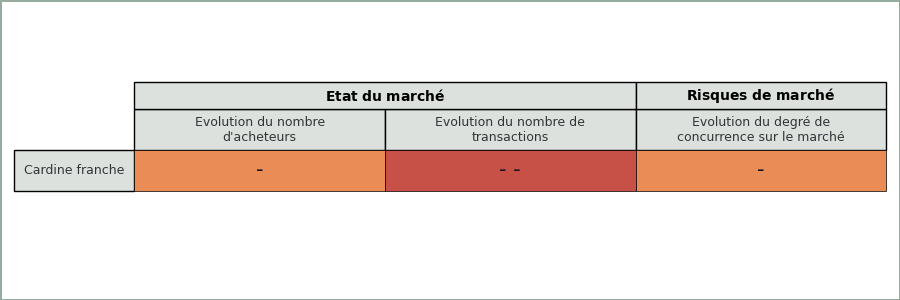 Etat du marché
Risques de marché
Evolution du nombre
d'acheteurs
Evolution du nombre de
transactions
Evolution du degré de
concurrence sur le marché
Cardine franche
–
– –
–